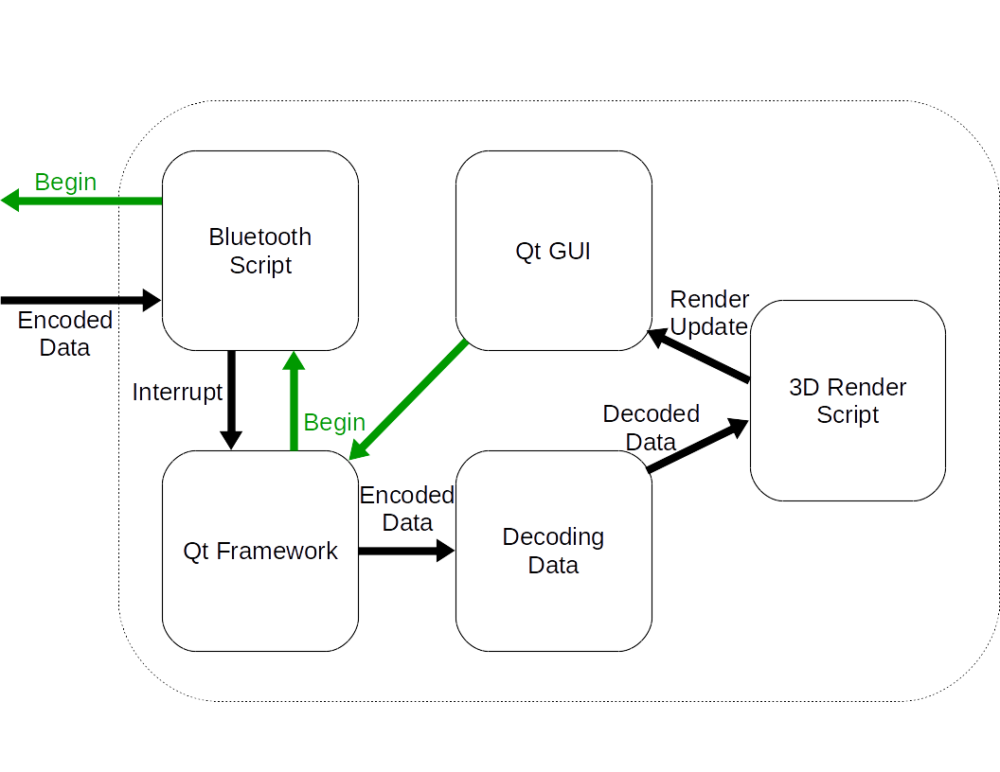 Begin
Bluetooth
Script
Qt GUI
Encoded
Data
Render
Update
3D Render
Script
Interrupt
Begin
Decoded
Data
Encoded
Data
Qt Framework
Decoding
Data